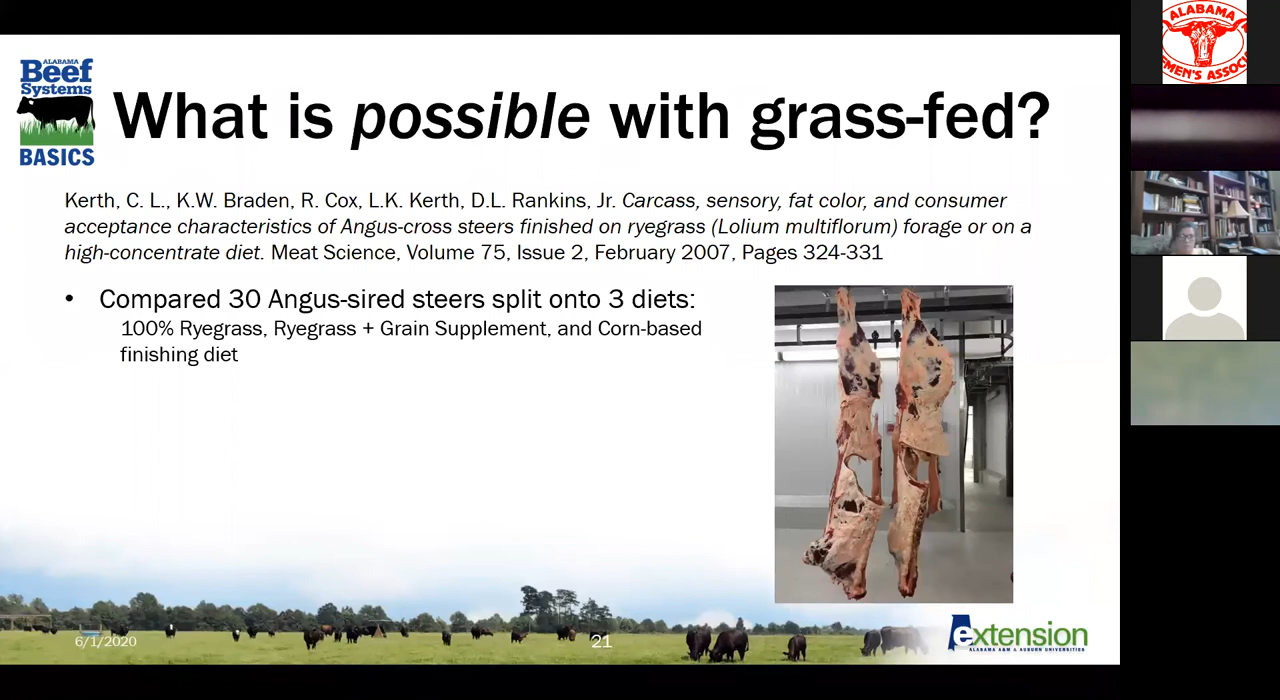 ALABAMA
Beef
Systems
BASICS
What is possible with grass-fed?
Kerth, C. L., K.W. Braden, R. Cox, L.K. Kerth, D.L. Rankins, Jr. Carcass, sensory, fat color, and consumer
acceptance characteristics of Angus-cross steers finished on ryegrass (Lolium multiflorum) forage or on a
high-concentrate diet. Meat Science, Volume 75, Issue 2, February 2007, Pages 324-331
• Compared 30 Angus-sired steers split onto 3 diets:
100% Ryegrass, Ryegrass + Grain Supplement, and Corn-based
finishing diet
6/1/2020
21
extension
ALABAMA A&M & AUBURN UNIVERSITIES
ALABAMA
EMEN'S ASSOC